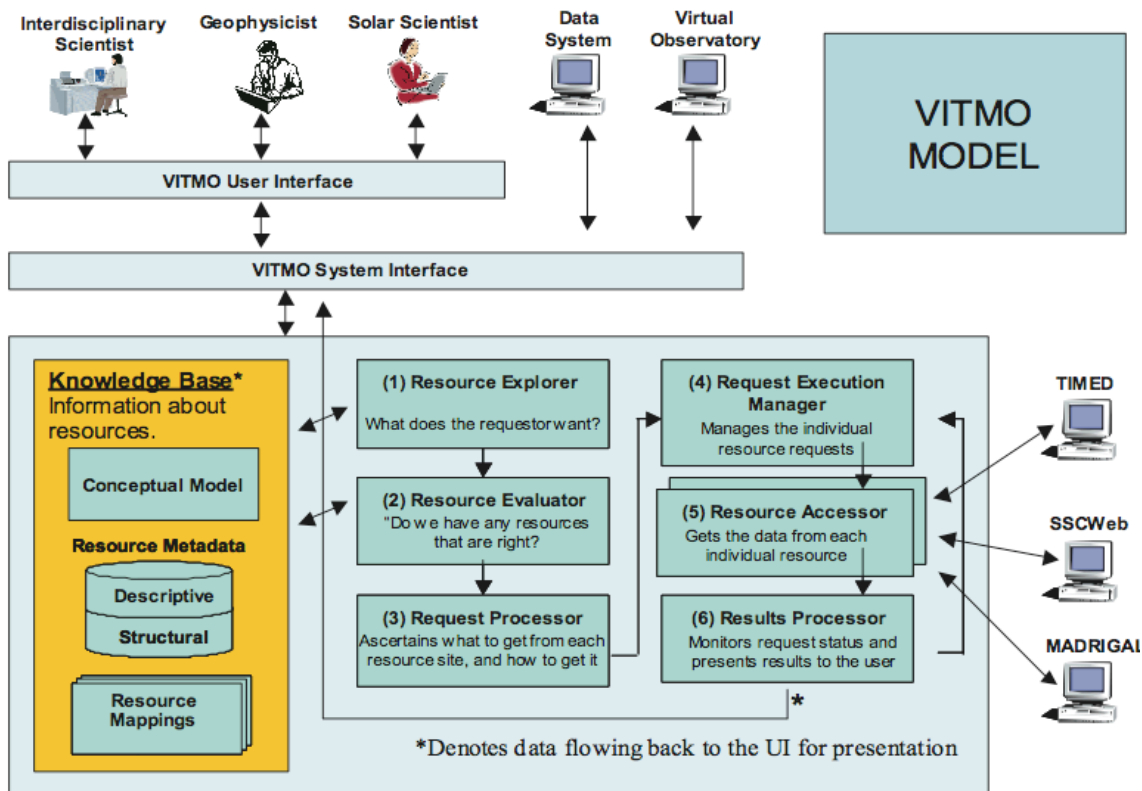 Interdisciplinary
Scientist
Geophysicist
Solar Scientist
Data
System
Virtual
Observatory
VITMO
MODEL
VITMO User Interface
VITMO System Interface
Knowledge Base*
Information about
resources.
Conceptual Model
Resource Metadata
Descriptive
Structural
Resource
Mappings
(1) Resource Explorer
What does the requestor want?
(2) Resource Evaluator
"Do we have any resources
that are right?
(3) Request Processor
Ascertains what to get from each
resource site, and how to get it
(4) Request Execution
Manager
Manages the individual
resource requests
(5) Resource Accessor
Gets the data from each
individual resource
(6) Results Processor
Monitors request status and
presents results to the user
*
*Denotes data flowing back to the UI for presentation
TIMED
SSCWeb
MADRIGAL